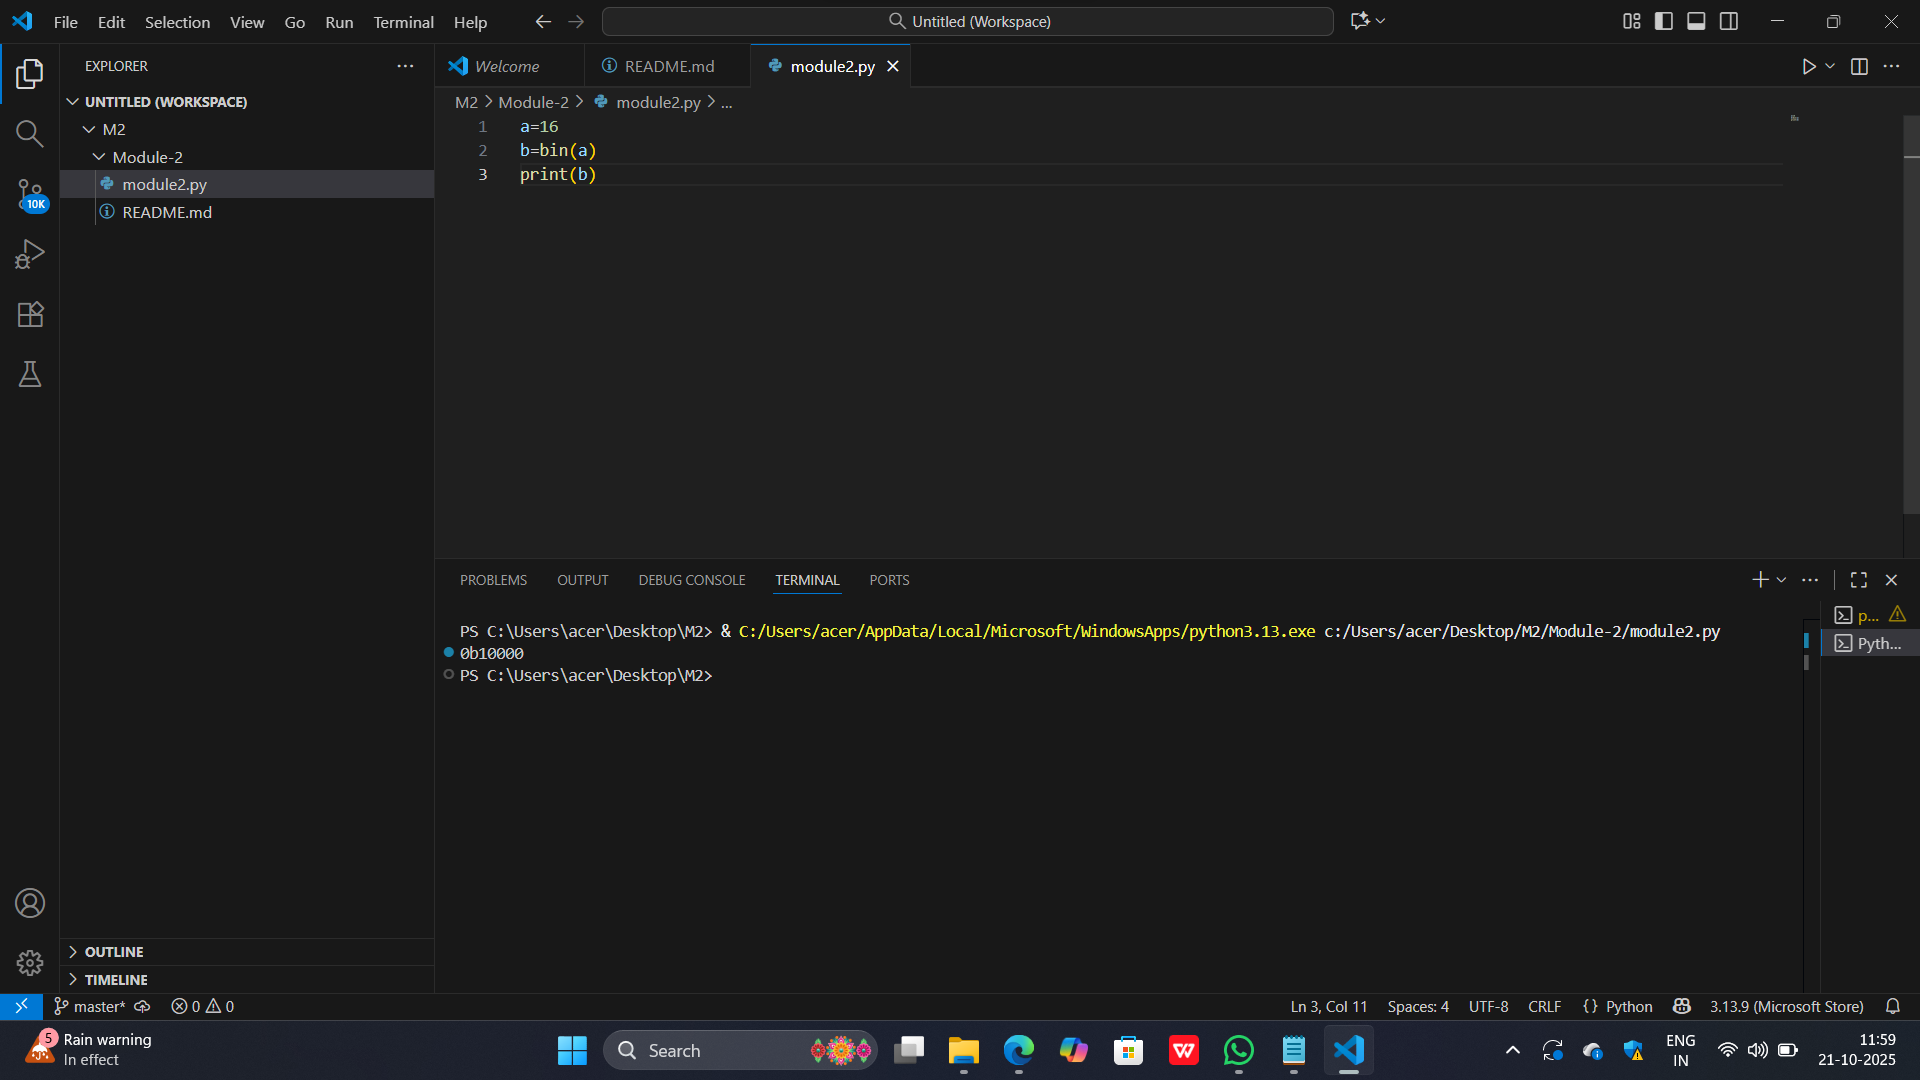 File Edit Selection View Go Run Terminal Help
Untitled (Workspace)
EXPLORER
UNTITLED (WORKSPACE)
M2
Module-2
module2.py
README.md
10K
OUTLINE
TIMELINE
Welcome
README.md
module2.py
M2 > Module-2 > module2.py > ...
1 a=16
2 b=bin(a)
3 print(b)
PROBLEMS OUTPUT DEBUG CONSOLE TERMINAL PORTS
PS C:\Users\acer\Desktop\M2> & C:/Users/acer/AppData/Local/Microsoft/WindowsApps/python3.13.exe c:/Users/acer/Desktop/M2/Module-2/module2.py
0b10000
PS C:\Users\acer\Desktop\M2>
p...
Pyth...
master* 0 0
Ln 3, Col 11 Spaces: 4 UTF-8 CRLF {} Python 3.13.9 (Microsoft Store)
5
Rain warning
In effect
Search
ENG
IN
11:59
21-10-2025